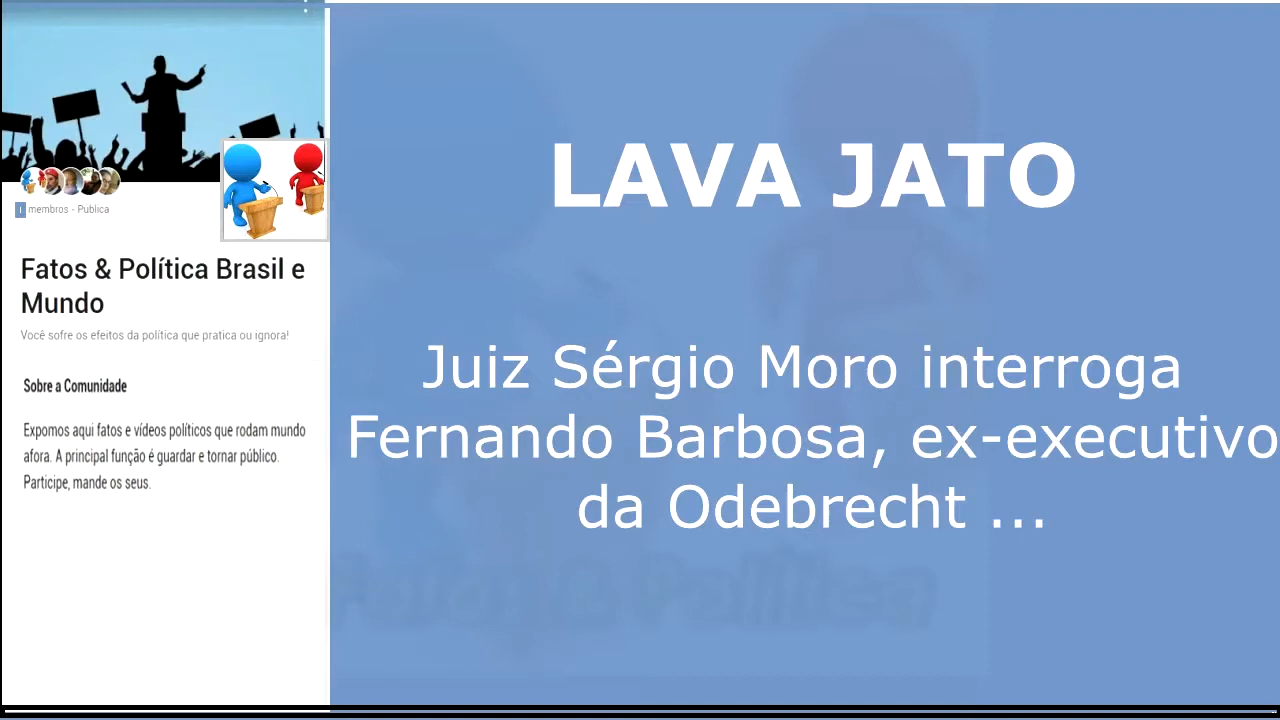 membros - Pública
Fatos & Política Brasil e
Mundo
Você sofre os efeitos da política que pratica ou ignora!
Sobre a Comunidade
Expomos aqui fatos e vídeos políticos que rodam mundo
afora. A principal função é guardar e tornar público.
Participe, mande os seus.
LAVA JATO
Juiz Sérgio Moro interroga
Fernando Barbosa, ex-executivo
da Odebrecht ...